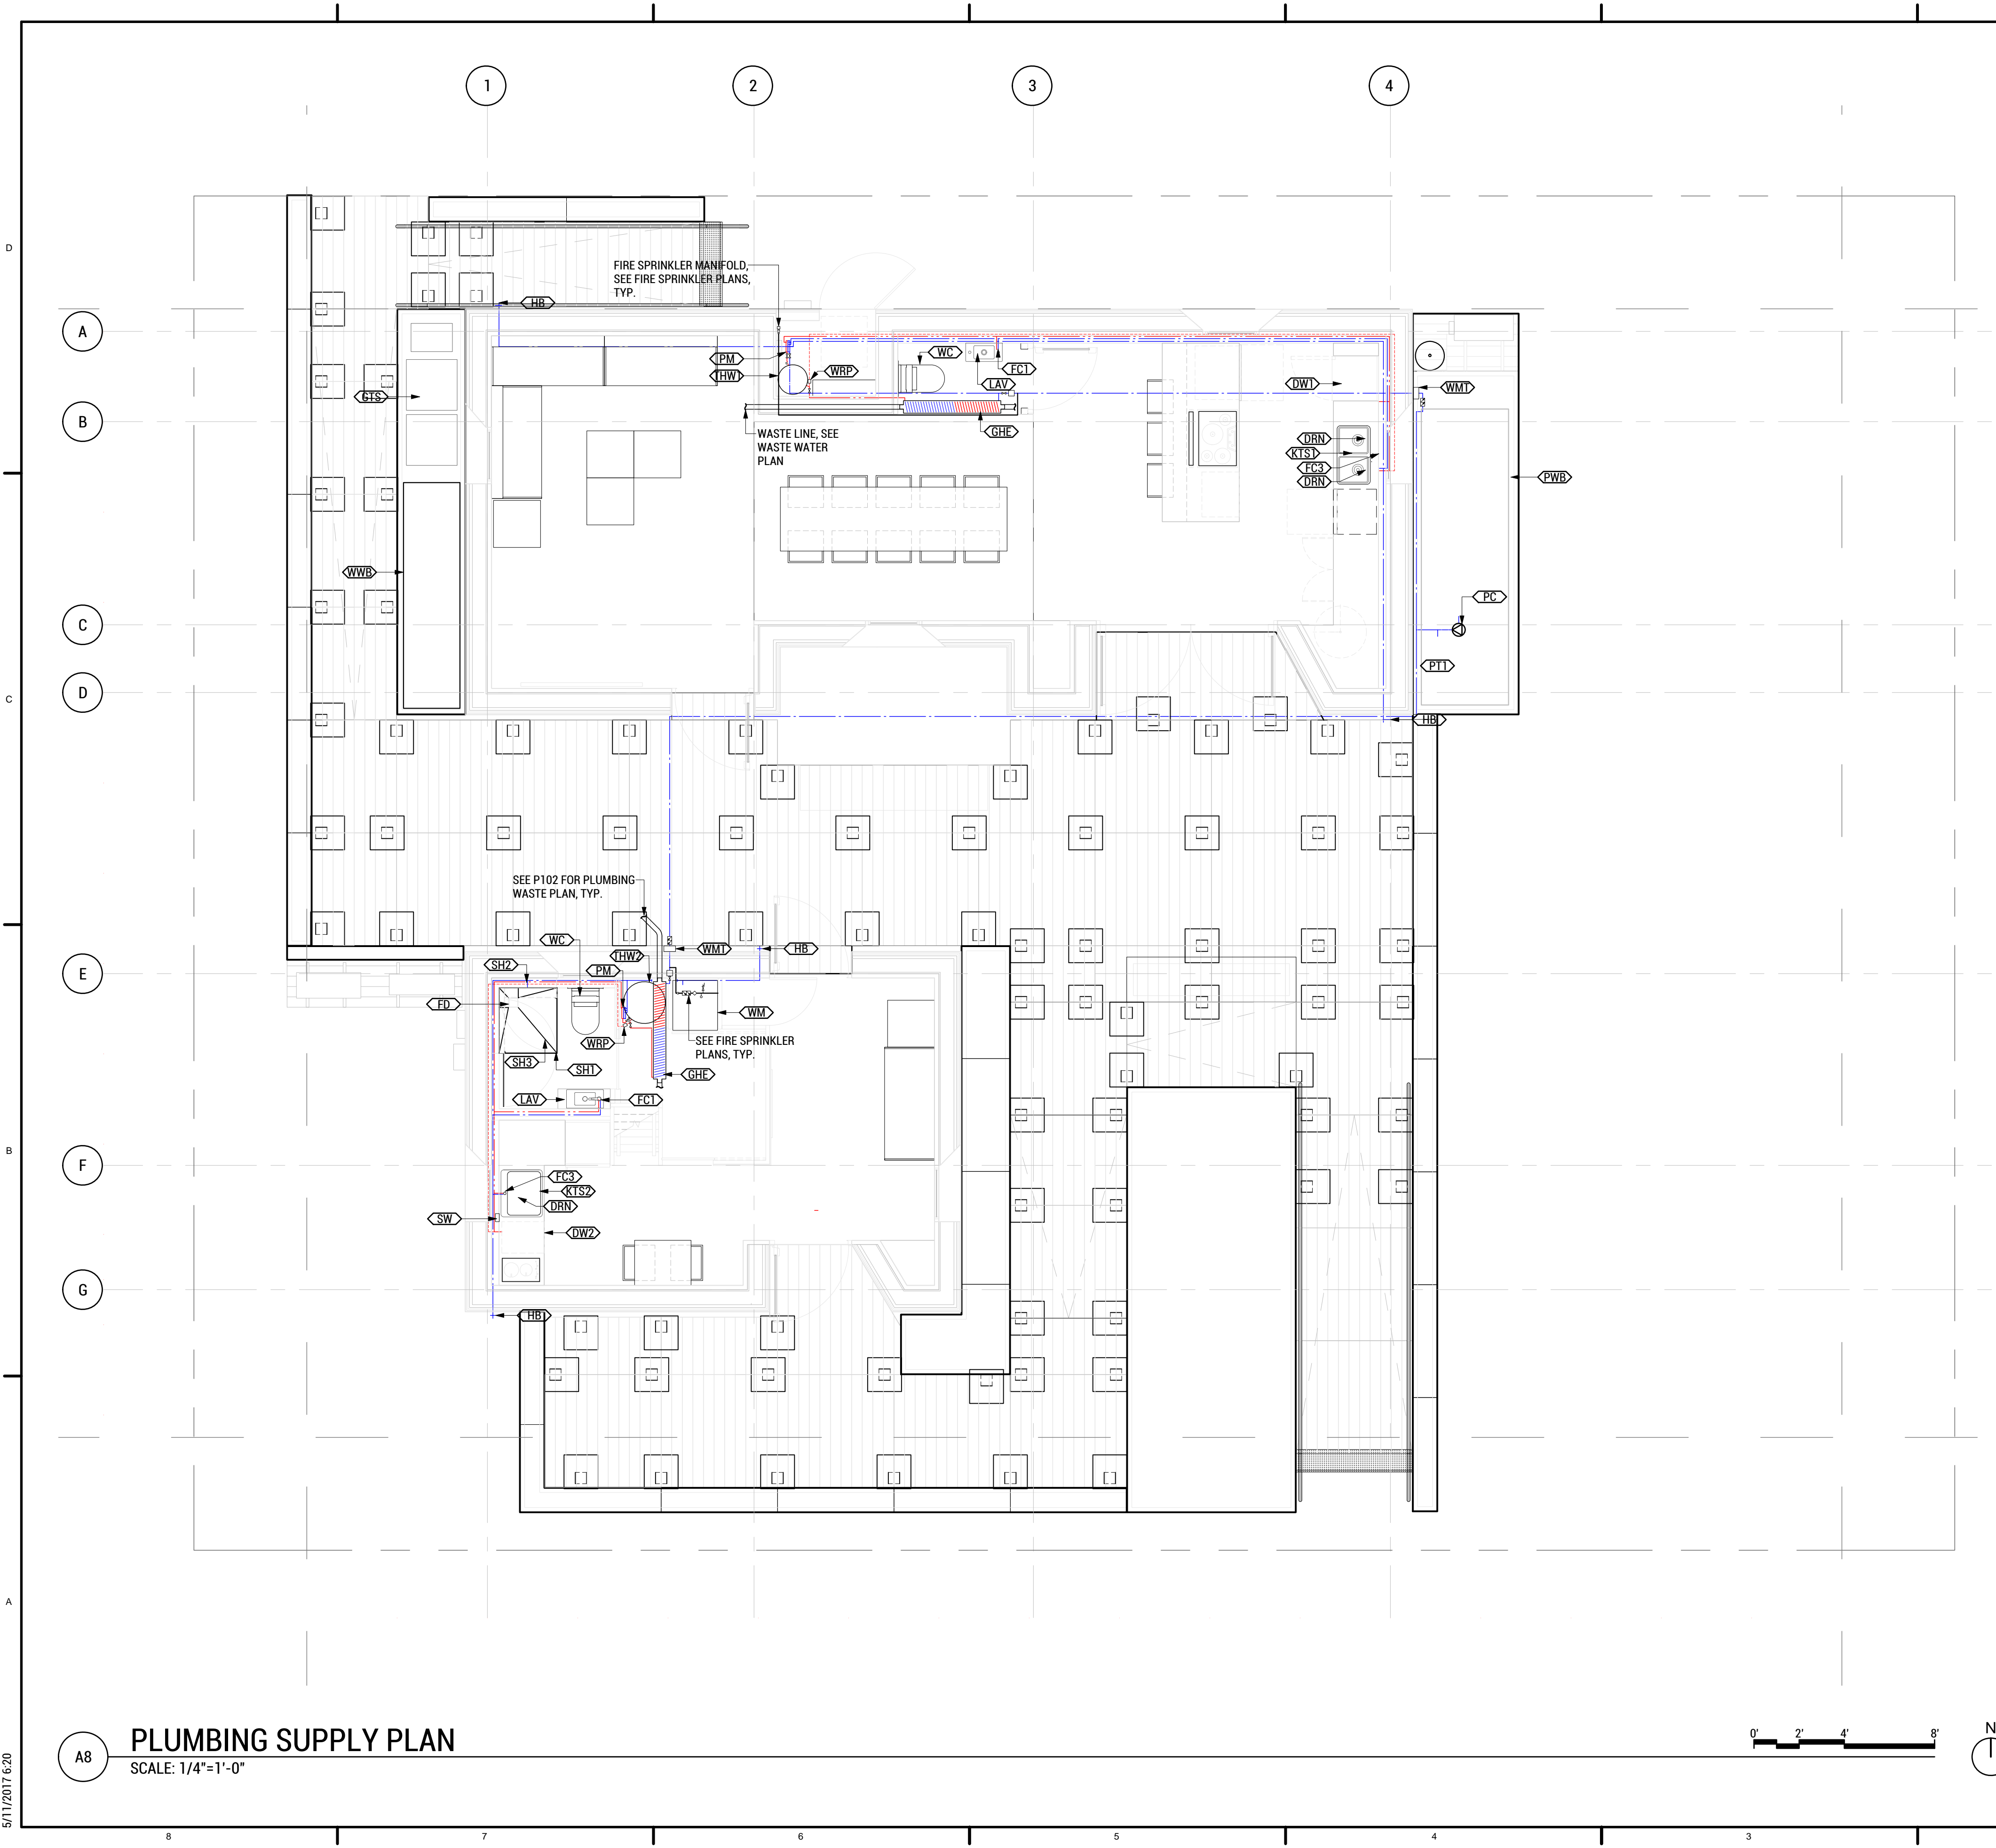 1
2
3
4
D
FIRE SPRINKLER MANIFOLD,
SEE FIRE SPRINKLER PLANS,
TYP.
HB
A
PM
WC
FC1
THW1
WRP
LAV
DW1
WMT
GTS
B
WASTE LINE, SEE
WASTE WATER
PLAN
GHE
DRN
KTS1
FC3
DRN
PWB
WWB
PC
C
PT1
D
C
HB
SEE P102 FOR PLUMBING
WASTE PLAN, TYP.
WC
WMT
HB
THW2
SH2
PM
E
FD
WM
WRP
SEE FIRE SPRINKLER
PLANS, TYP.
SH3
SH1
GHE
LAV
FC1
B
F
FC3
KTS2
DRN
SW
DW2
G
HB
A
A8
PLUMBING SUPPLY PLAN
SCALE: 1/4"=1'-0"
0' 2' 4' 8'
N
5/11/2017 6:20
8 7 6 5 4 3